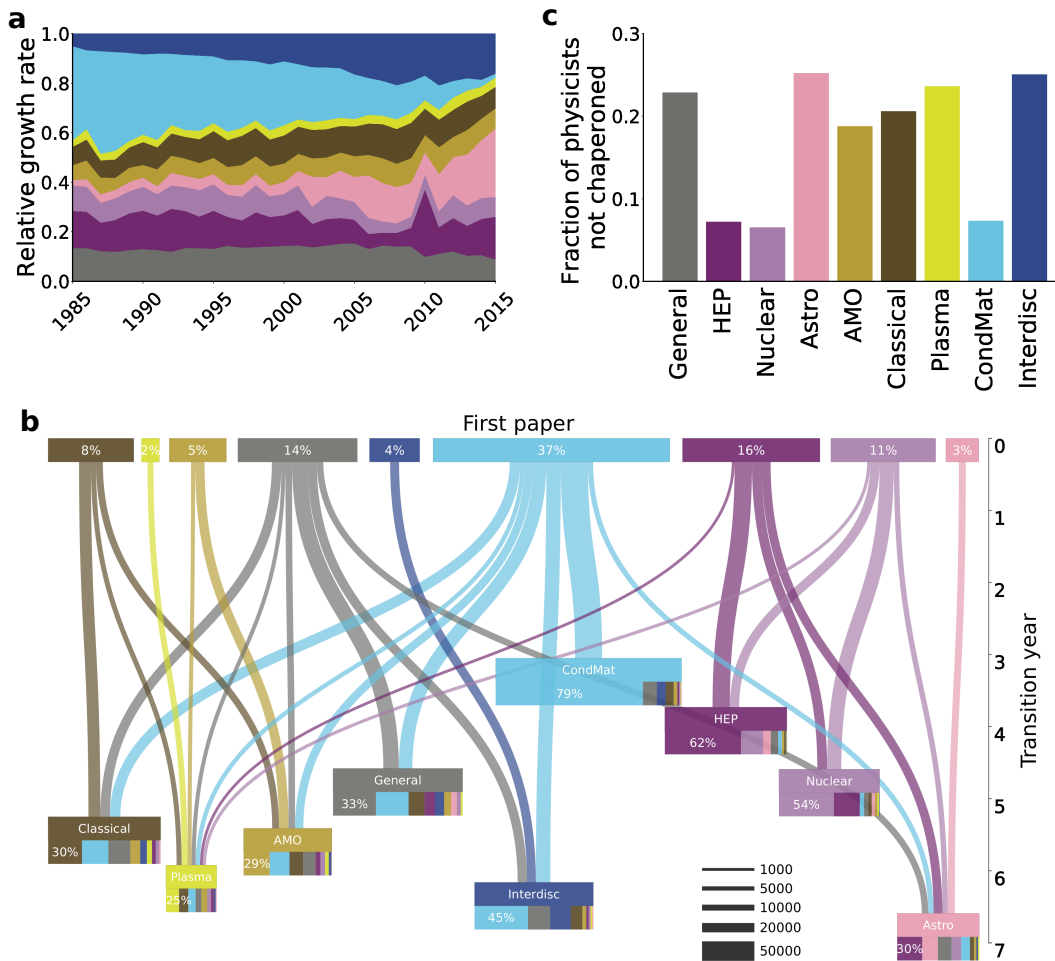 a
Relative growth rate
1.0
0.8
0.6
0.4
0.2
0.0
1985
1990
1995
2000
2005
2010
2015
c
Fraction of physicists
not chaperoned
0.3
0.2
0.1
0.0
General
HEP
Nuclear
Astro
AMO
Classical
Plasma
CondMat
Interdisc
b
First paper
8%
2%
5%
14%
4%
37%
16%
11%
3%
0
1
2
3
4
5
6
7
Transition year
CondMat
79%
HEP
62%
General
33%
Nuclear
54%
Classical
30%
AMO
29%
Plasma
25%
Interdisc
45%
Astro
30%
1000
5000
10000
20000
50000